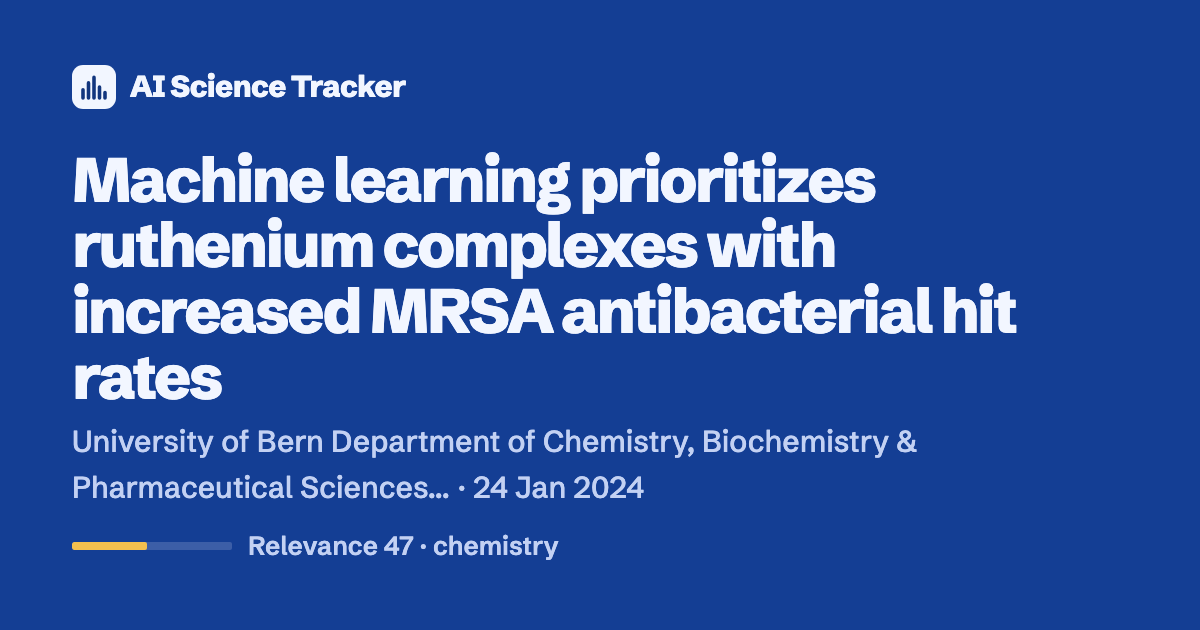 AI Science Tracker
Machine learning prioritizes
ruthenium complexes with
increased MRSA antibacterial hit
rates
University of Bern Department of Chemistry, Biochemistry &
Pharmaceutical Sciences... · 24 Jan 2024
Relevance 47 · chemistry